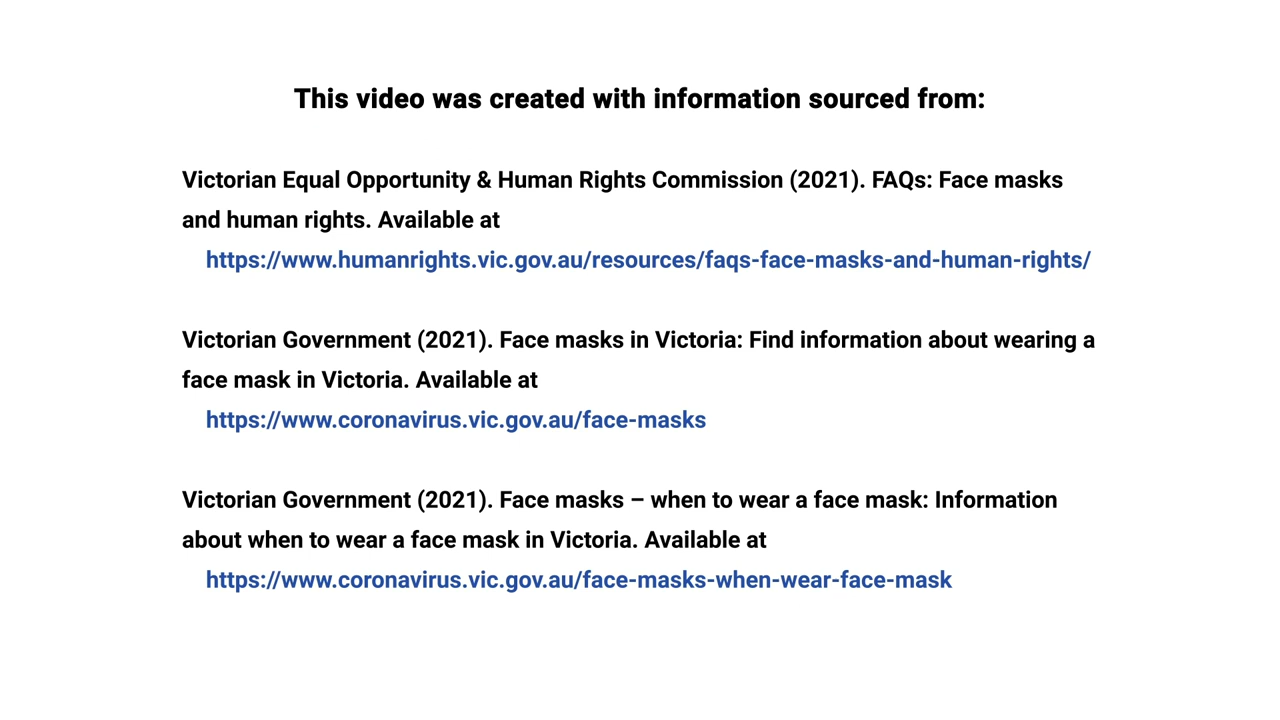 This video was created with information sourced from:
Victorian Equal Opportunity & Human Rights Commission (2021). FAQs: Face masks
and human rights. Available at
https://www.humanrights.vic.gov.au/resources/faqs-face-masks-and-human-rights/
Victorian Government (2021). Face masks in Victoria: Find information about wearing a
face mask in Victoria. Available at
https://www.coronavirus.vic.gov.au/face-masks
Victorian Government (2021). Face masks – when to wear a face mask: Information
about when to wear a face mask in Victoria. Available at
https://www.coronavirus.vic.gov.au/face-masks-when-wear-face-mask